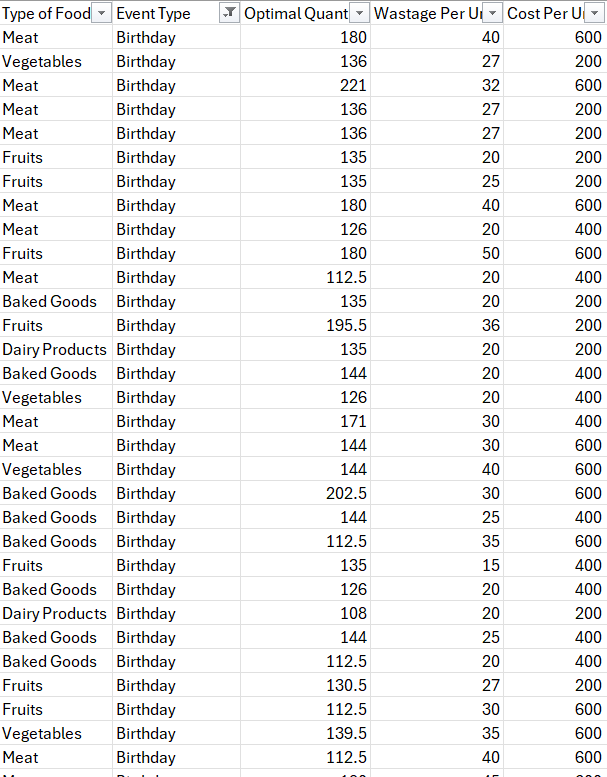 Type of Food Event Type Optimal Quant Wastage Per U Cost Per U
Meat Birthday 180 40 600
Vegetables Birthday 136 27 200
Meat Birthday 221 32 600
Meat Birthday 136 27 200
Meat Birthday 136 27 200
Fruits Birthday 135 20 200
Fruits Birthday 135 25 200
Meat Birthday 180 40 600
Meat Birthday 126 20 400
Fruits Birthday 180 50 600
Meat Birthday 112.5 20 400
Baked Goods Birthday 135 20 200
Fruits Birthday 195.5 36 200
Dairy Products Birthday 135 20 200
Baked Goods Birthday 144 20 400
Vegetables Birthday 126 20 400
Meat Birthday 171 30 400
Meat Birthday 144 30 600
Vegetables Birthday 144 40 600
Baked Goods Birthday 202.5 30 600
Baked Goods Birthday 144 25 400
Baked Goods Birthday 112.5 35 600
Fruits Birthday 135 15 400
Baked Goods Birthday 126 20 400
Dairy Products Birthday 108 20 200
Baked Goods Birthday 144 25 400
Baked Goods Birthday 112.5 20 400
Fruits Birthday 130.5 27 200
Fruits Birthday 112.5 30 600
Vegetables Birthday 139.5 35 600
Meat Birthday 112.5 40 600